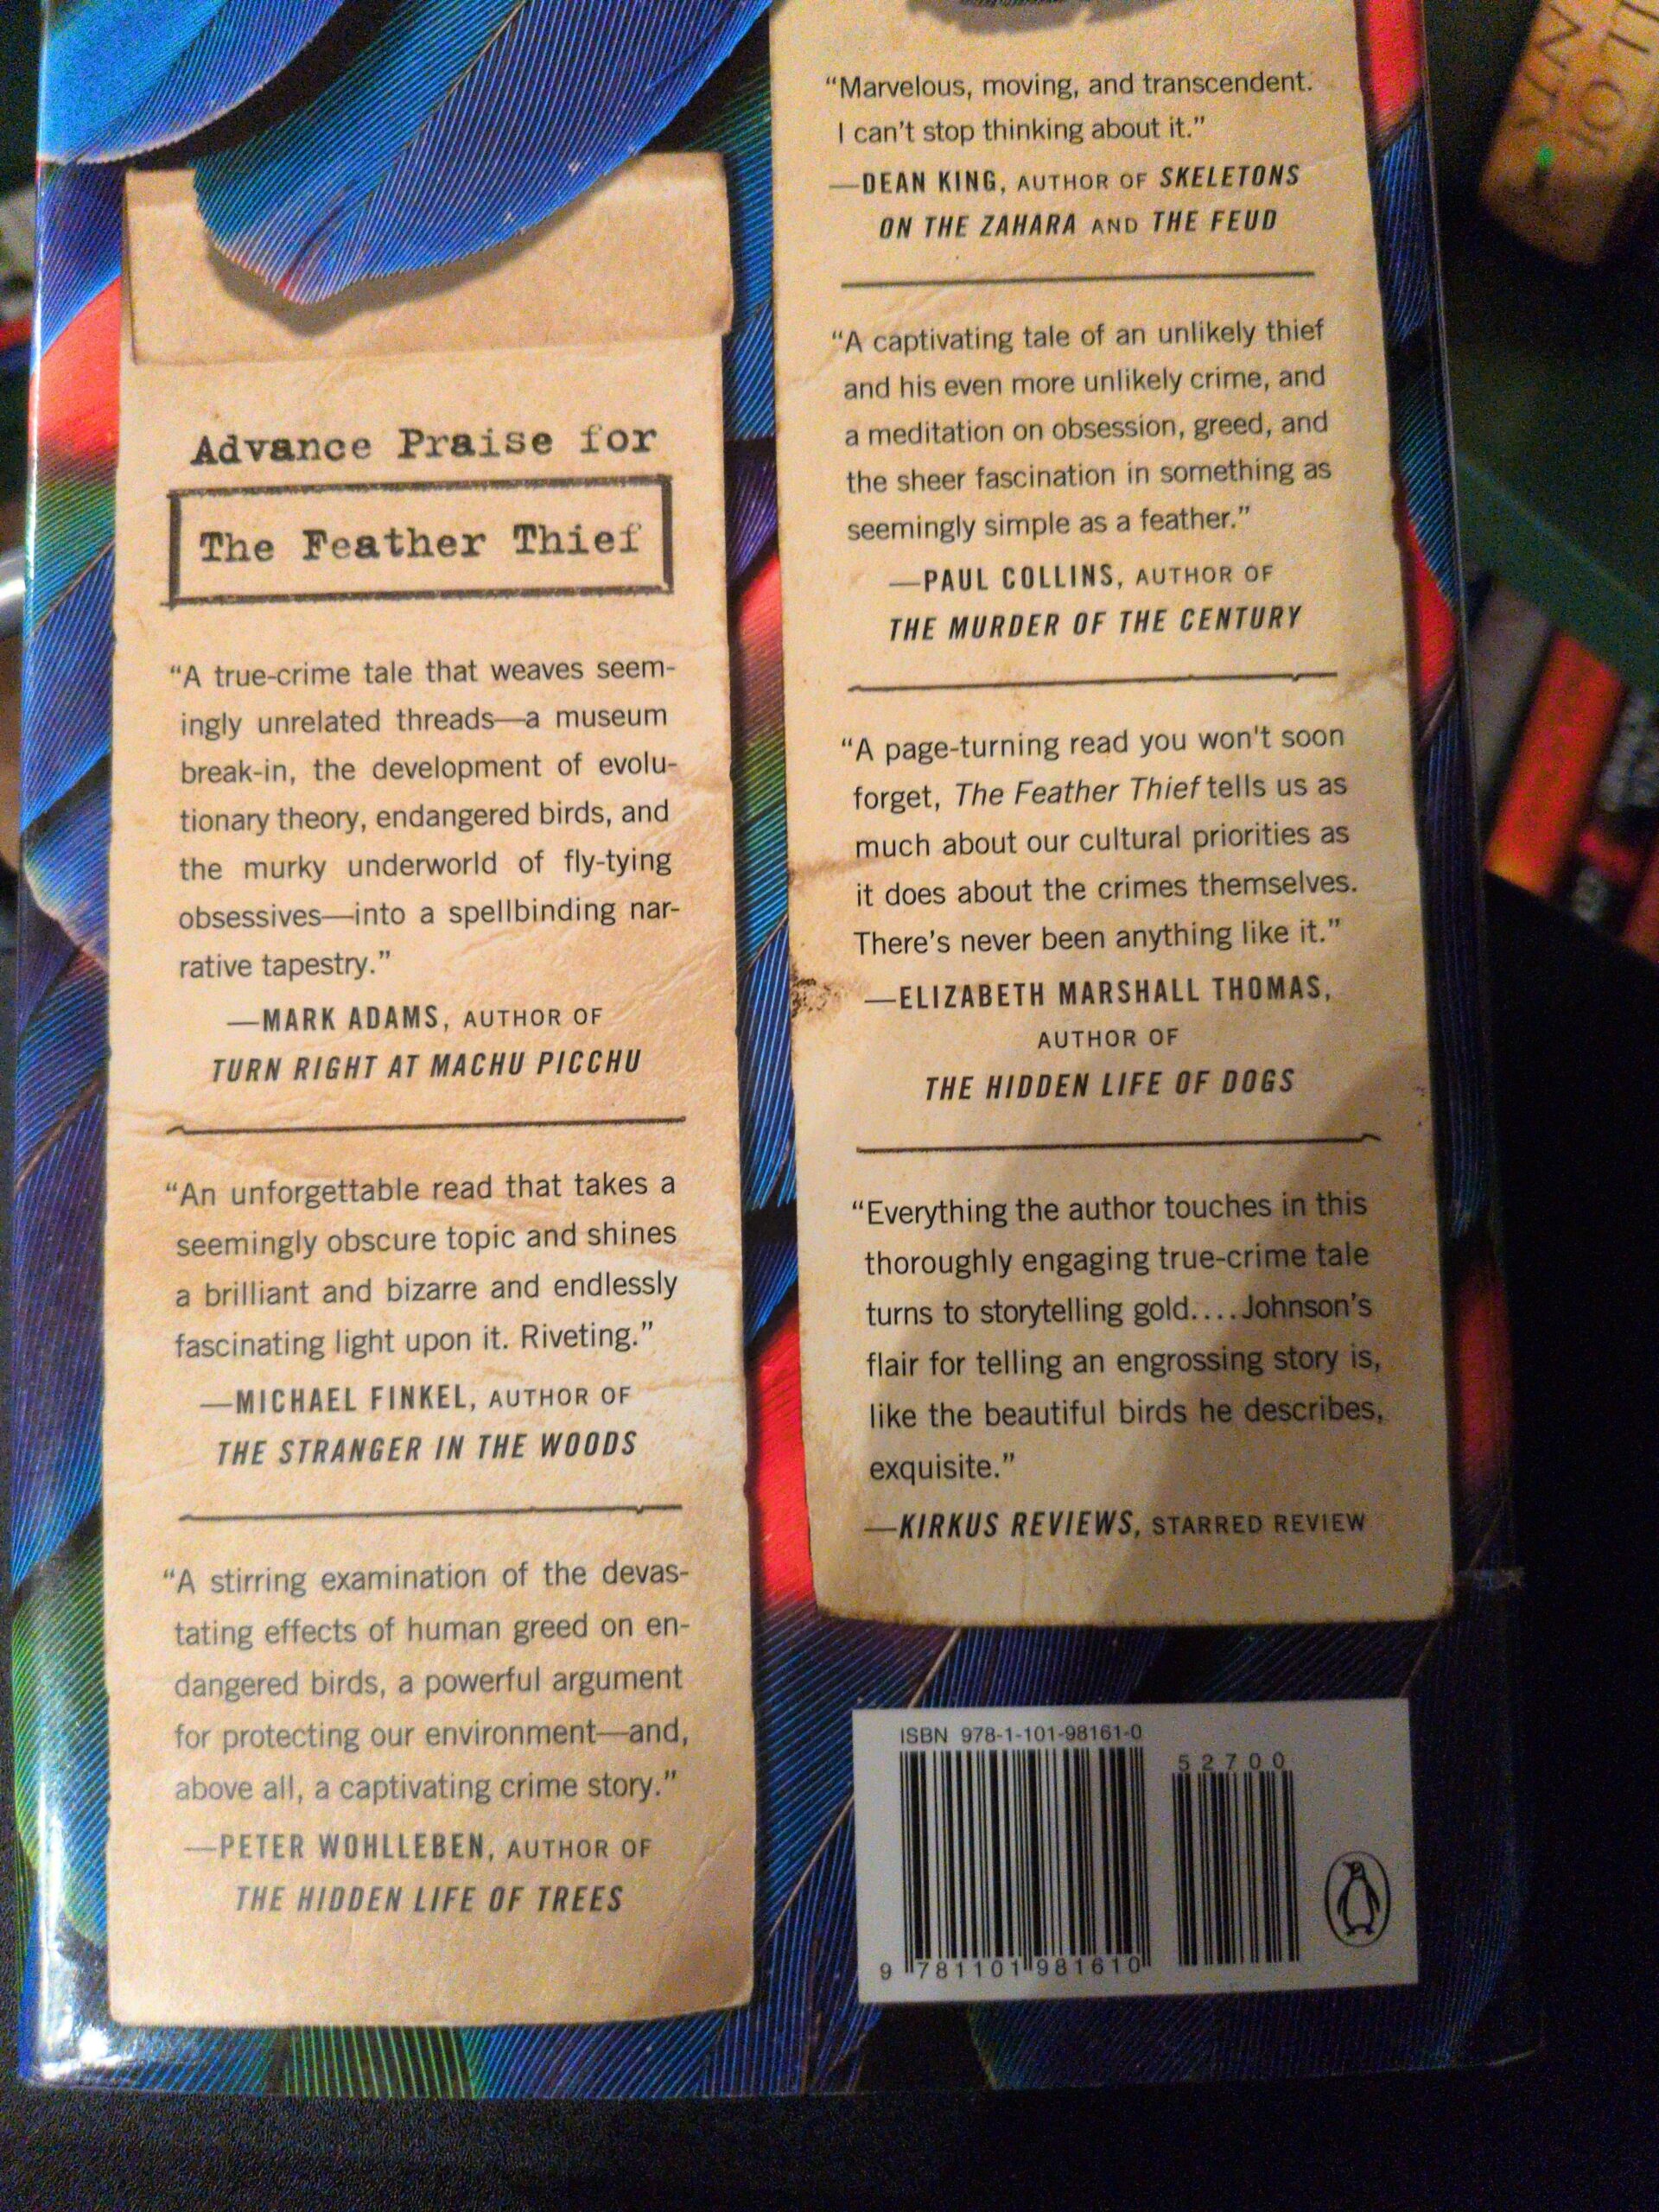 Advance Praise for
The Feather Thief
“A true-crime tale that weaves seem-
ingly unrelated threads—a museum
break-in, the development of evolu-
tionary theory, endangered birds, and
the murky underworld of fly-tying
obsessives—into a spellbinding nar-
rative tapestry.”
—MARK ADAMS, AUTHOR OF
TURN RIGHT AT MACHU PICCHU
“An unforgettable read that takes a
seemingly obscure topic and shines
a brilliant and bizarre and endlessly
fascinating light upon it. Riveting.”
—MICHAEL FINKEL, AUTHOR OF
THE STRANGER IN THE WOODS
“A stirring examination of the devas-
tating effects of human greed on en-
dangered birds, a powerful argument
for protecting our environment—and,
above all, a captivating crime story.”
—PETER WOHLLEBEN, AUTHOR OF
THE HIDDEN LIFE OF TREES
“Marvelous, moving, and transcendent.
I can’t stop thinking about it.”
—DEAN KING, AUTHOR OF SKELETONS
ON THE ZAHARA AND THE FEUD
“A captivating tale of an unlikely thief
and his even more unlikely crime, and
a meditation on obsession, greed, and
the sheer fascination in something as
seemingly simple as a feather.”
—PAUL COLLINS, AUTHOR OF
THE MURDER OF THE CENTURY
“A page-turning read you won't soon
forget, The Feather Thief tells us as
much about our cultural priorities as
it does about the crimes themselves.
There’s never been anything like it.”
—ELIZABETH MARSHALL THOMAS,
AUTHOR OF
THE HIDDEN LIFE OF DOGS
“Everything the author touches in this
thoroughly engaging true-crime tale
turns to storytelling gold....Johnson’s
flair for telling an engrossing story is,
like the beautiful birds he describes,
exquisite.”
—KIRKUS REVIEWS, STARRED REVIEW
ISBN 978-1-101-98161-0
52700
9 781101 981610